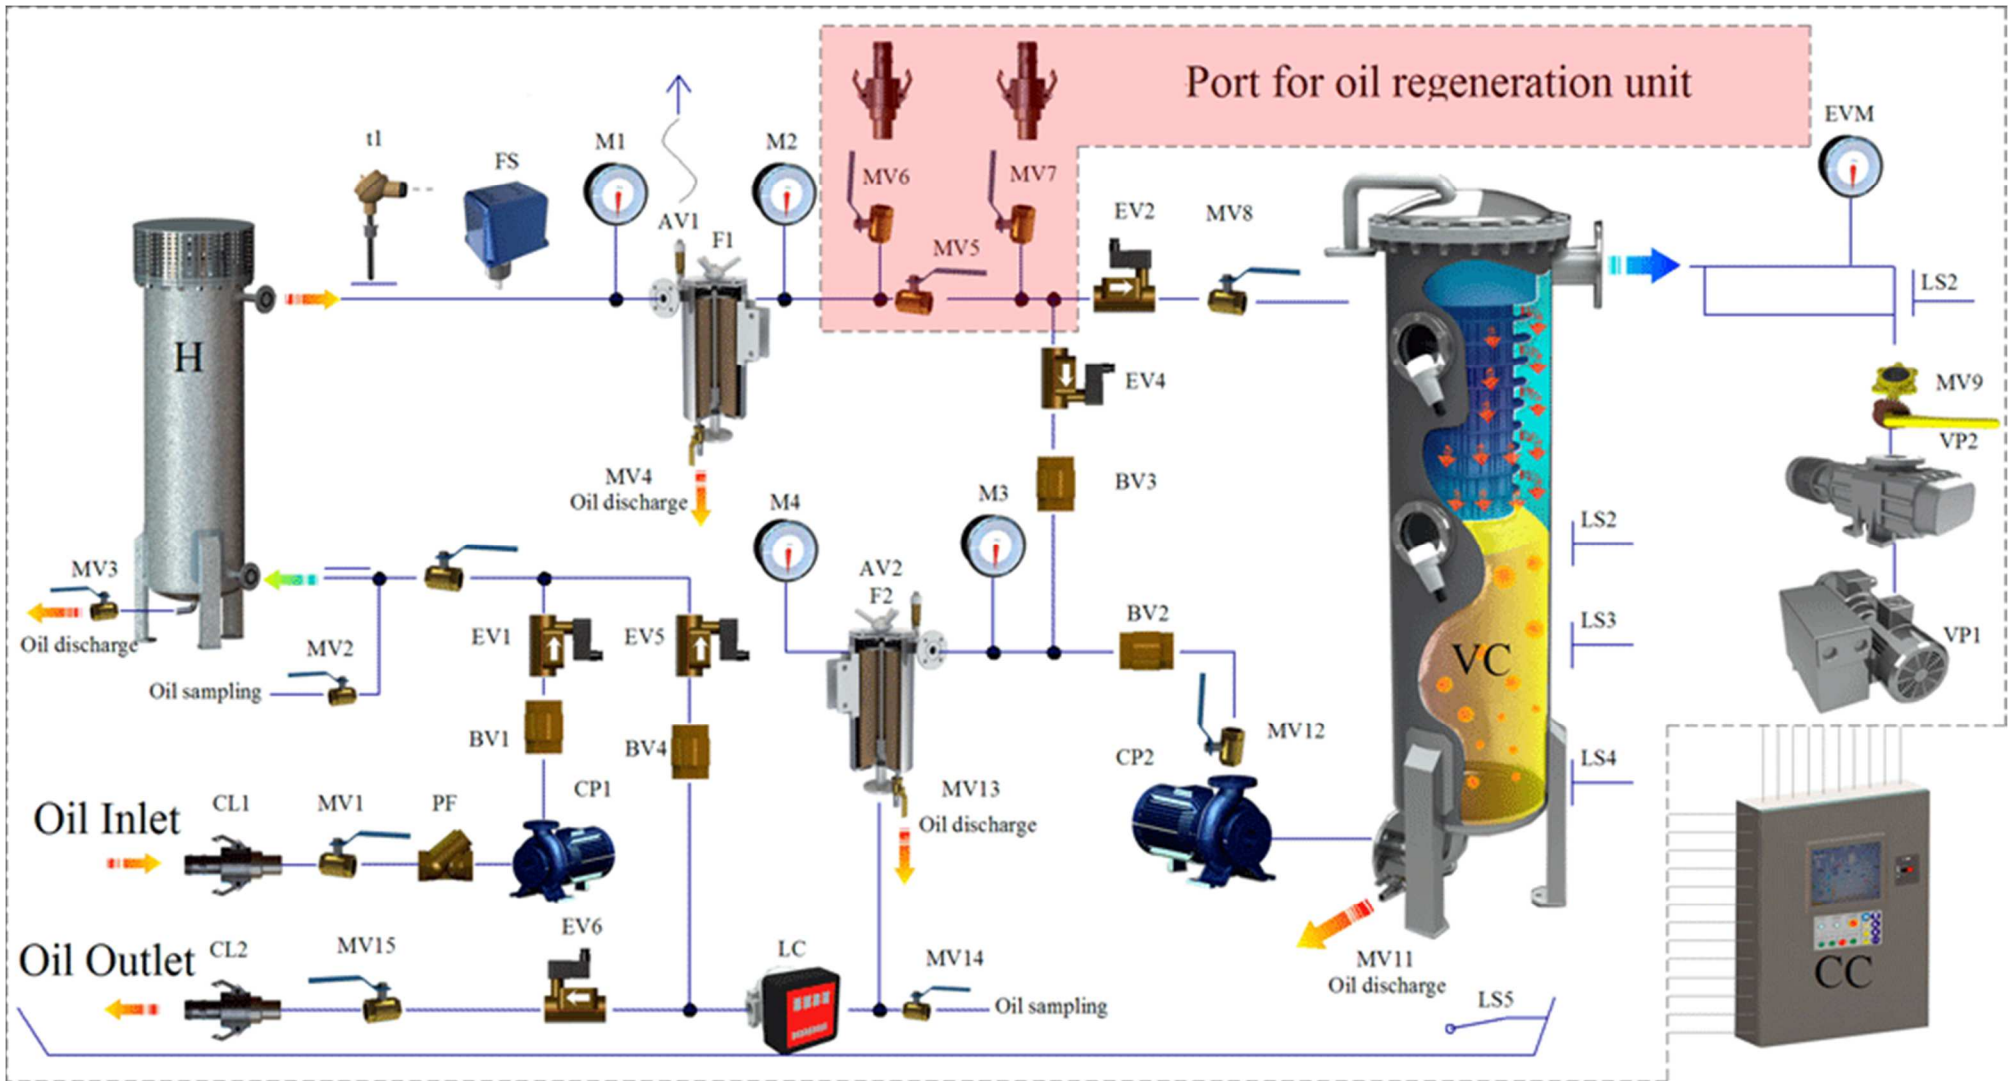 Port for oil regeneration unit
EVM
t1
FS
M1
M2
MV6
MV7
AV1
F1
MV5
EV2
MV8
LS2
H
EV4
MV9
VP2
MV4
Oil discharge
M4
M3
BV3
LS2
MV3
Oil discharge
AV2
F2
BV2
EV1
EV5
MV2
Oil sampling
LS3
VC
VP1
BV1
BV4
MV12
CP2
LS4
Oil Inlet
CL1
MV1
PF
CP1
MV13
Oil discharge
EV6
Oil Outlet
CL2
MV15
LC
MV14
Oil sampling
MV11
Oil discharge
LS5
CC